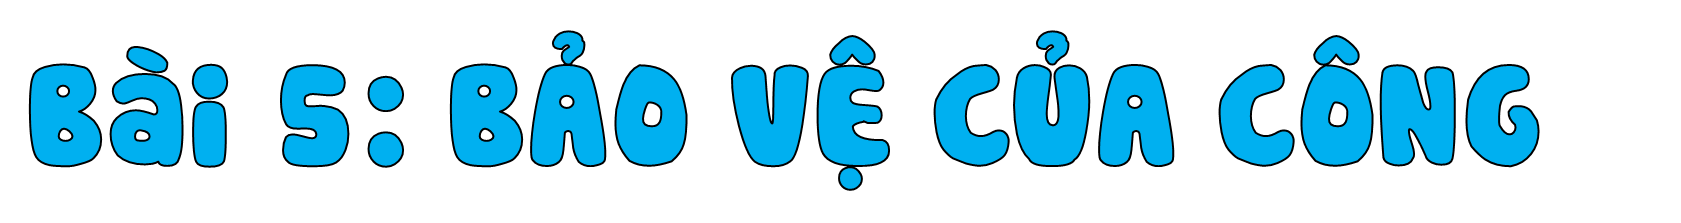 Bài 5: BẢO VỆ CỦA CÔNG